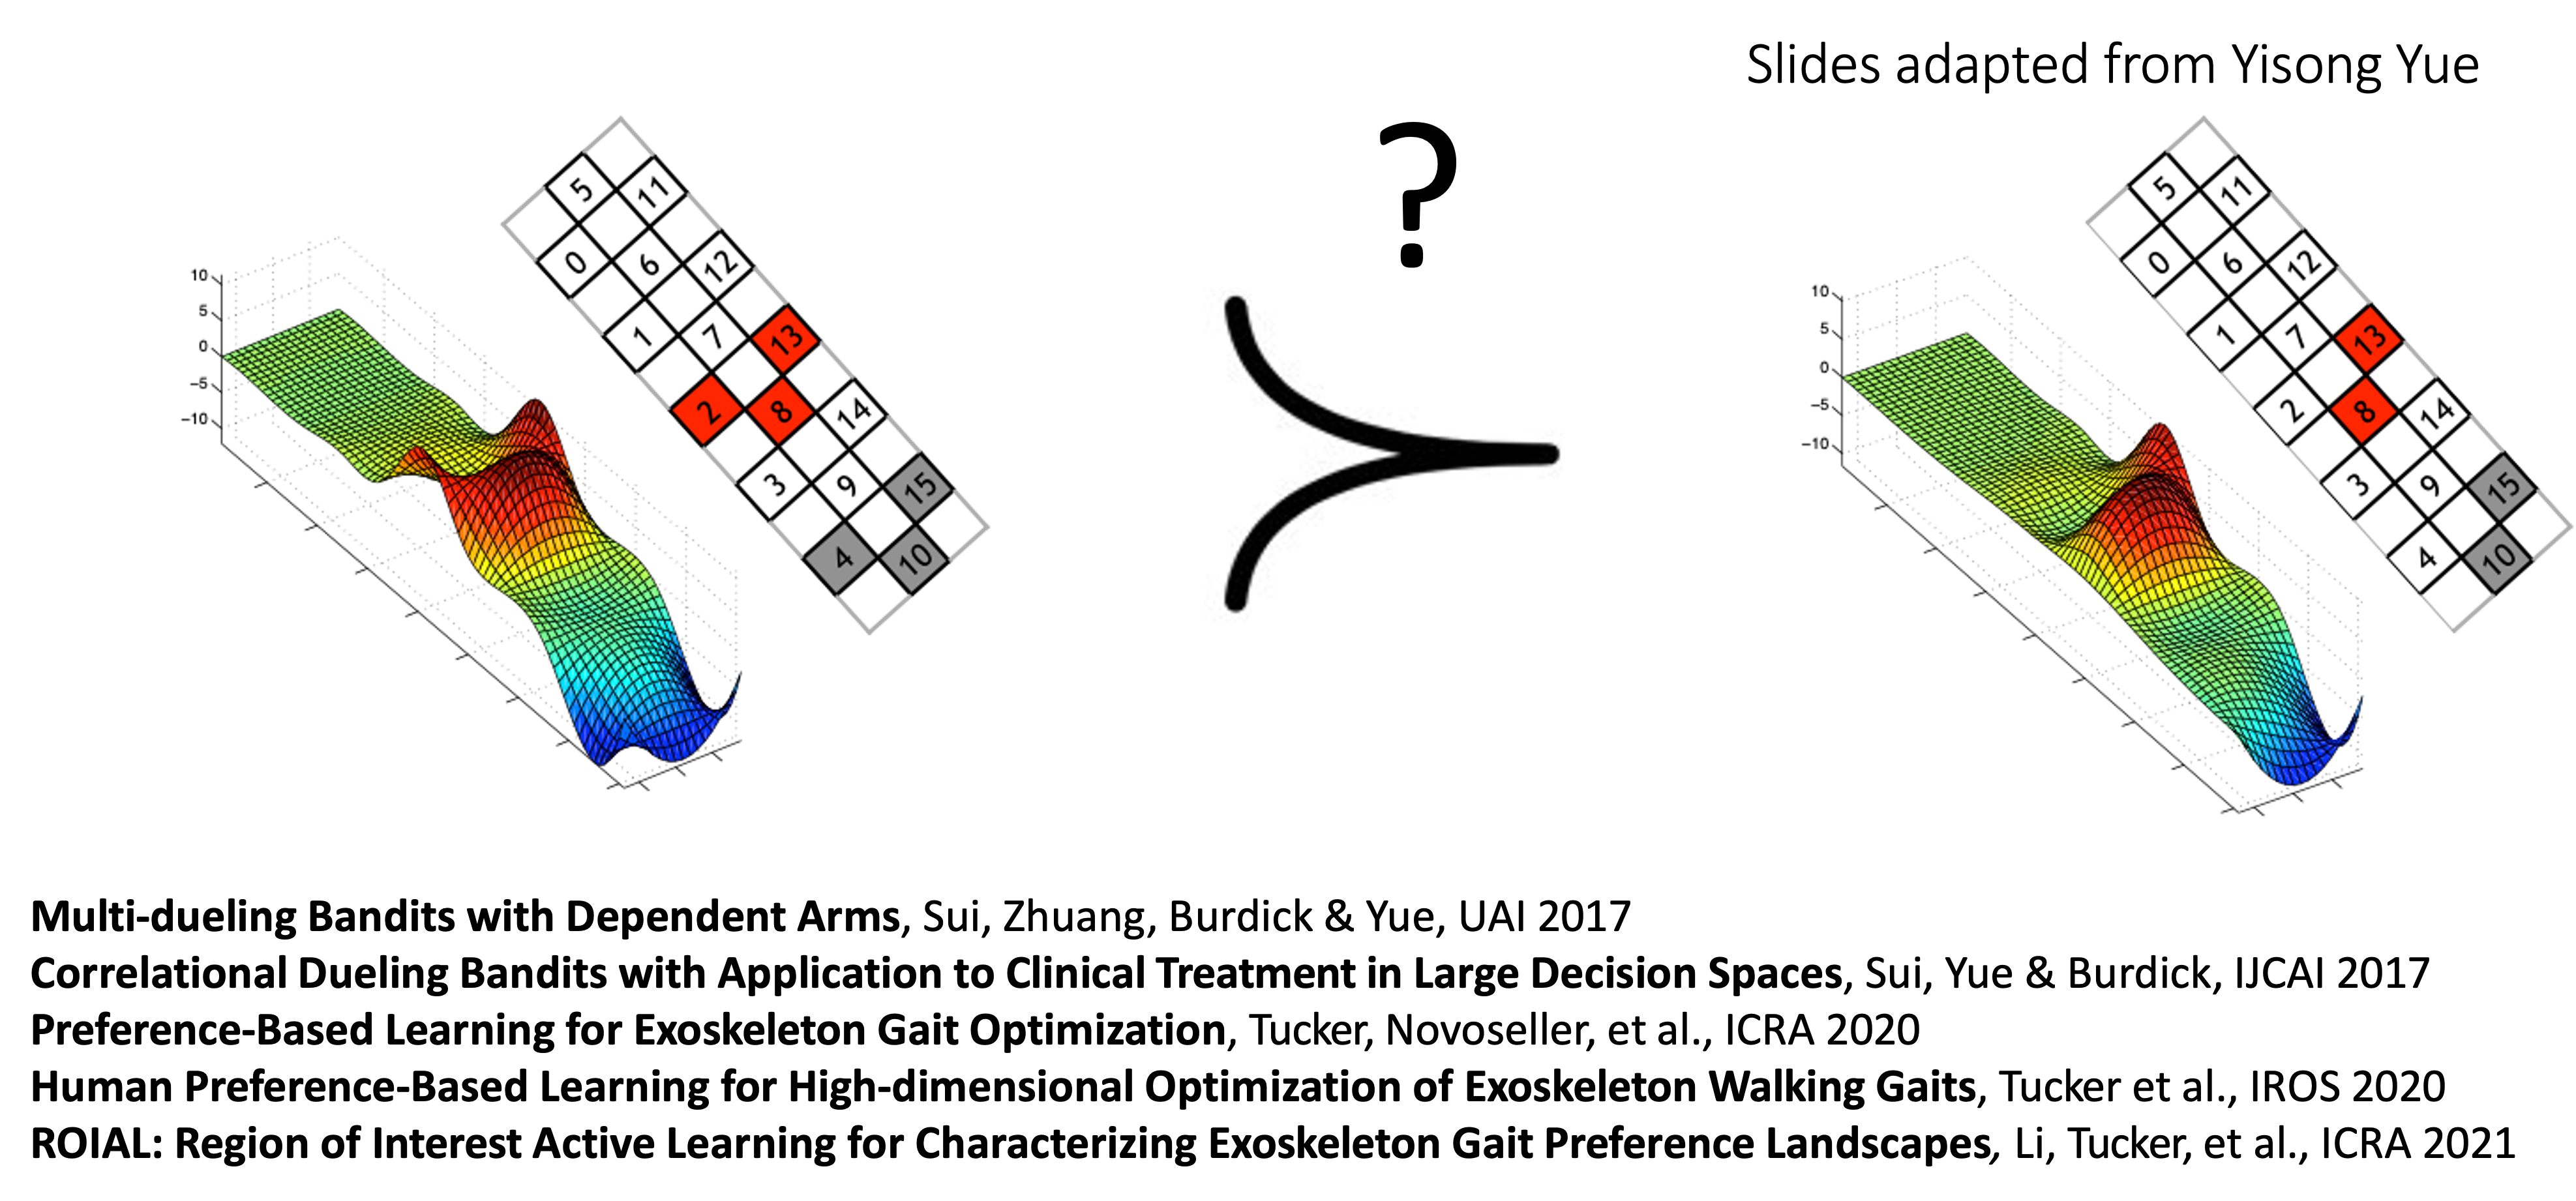 Slides adapted from Yisong Yue
?
5 11
0 6 12
1 7 13
2 8 14
3 9 15
4 10
10
5
0
−5
−10
5 11
0 6 12
1 7 13
2 8 14
3 9 15
4 10
10
5
0
−5
−10
Multi-dueling Bandits with Dependent Arms, Sui, Zhuang, Burdick & Yue, UAI 2017
Correlational Dueling Bandits with Application to Clinical Treatment in Large Decision Spaces, Sui, Yue & Burdick, IJCAI 2017
Preference-Based Learning for Exoskeleton Gait Optimization, Tucker, Novoseller, et al., ICRA 2020
Human Preference-Based Learning for High-dimensional Optimization of Exoskeleton Walking Gaits, Tucker et al., IROS 2020
ROIAL: Region of Interest Active Learning for Characterizing Exoskeleton Gait Preference Landscapes, Li, Tucker, et al., ICRA 2021